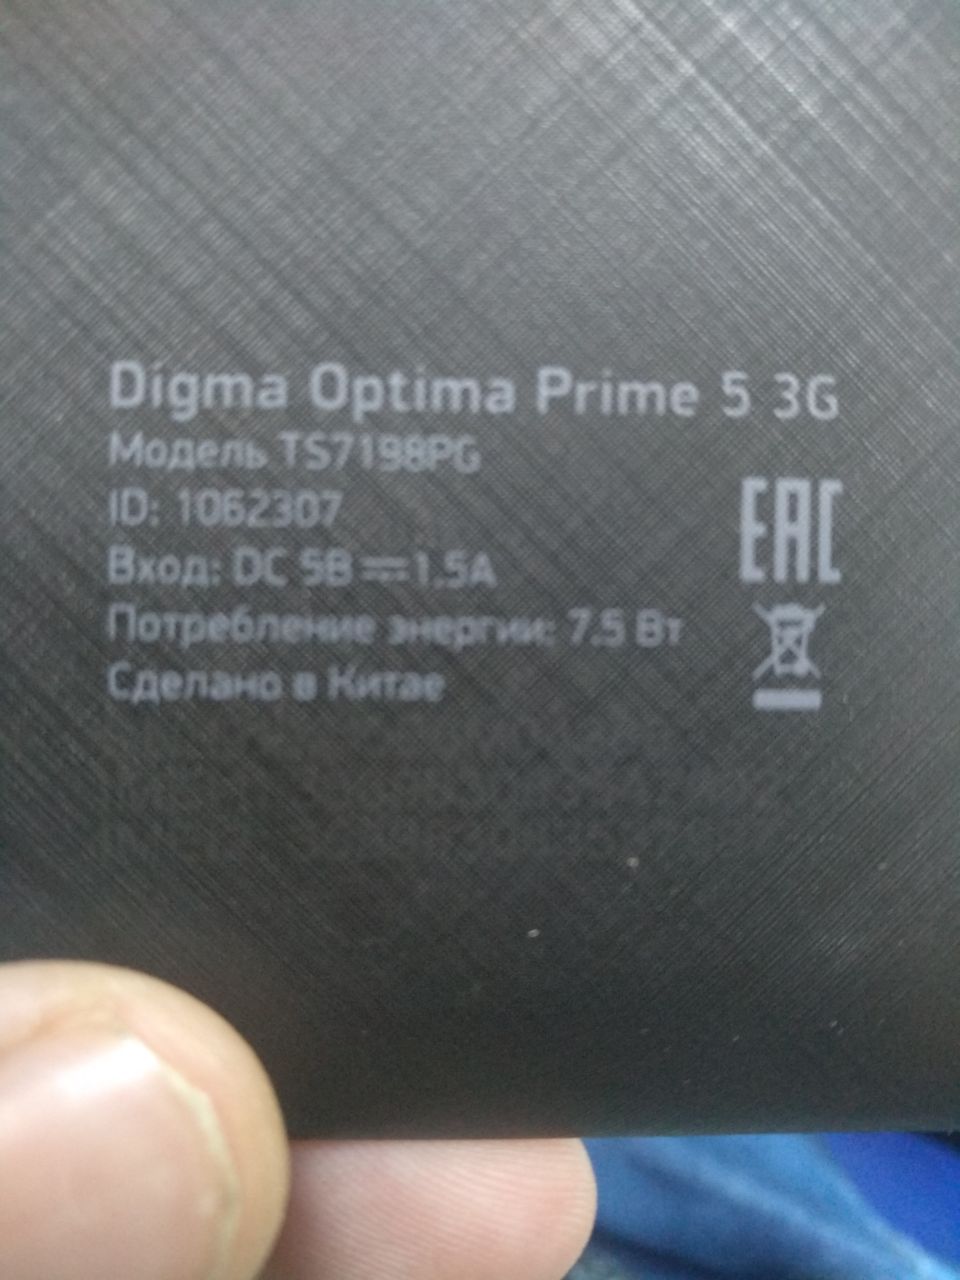 Digma Optima Prime 5 3G
Модель TS7198PG
ID: 1062307
Вход: DC 5В ⎓ 1.5A
Потребление энергии: 7.5 Вт
Сделано в Китае
EAC